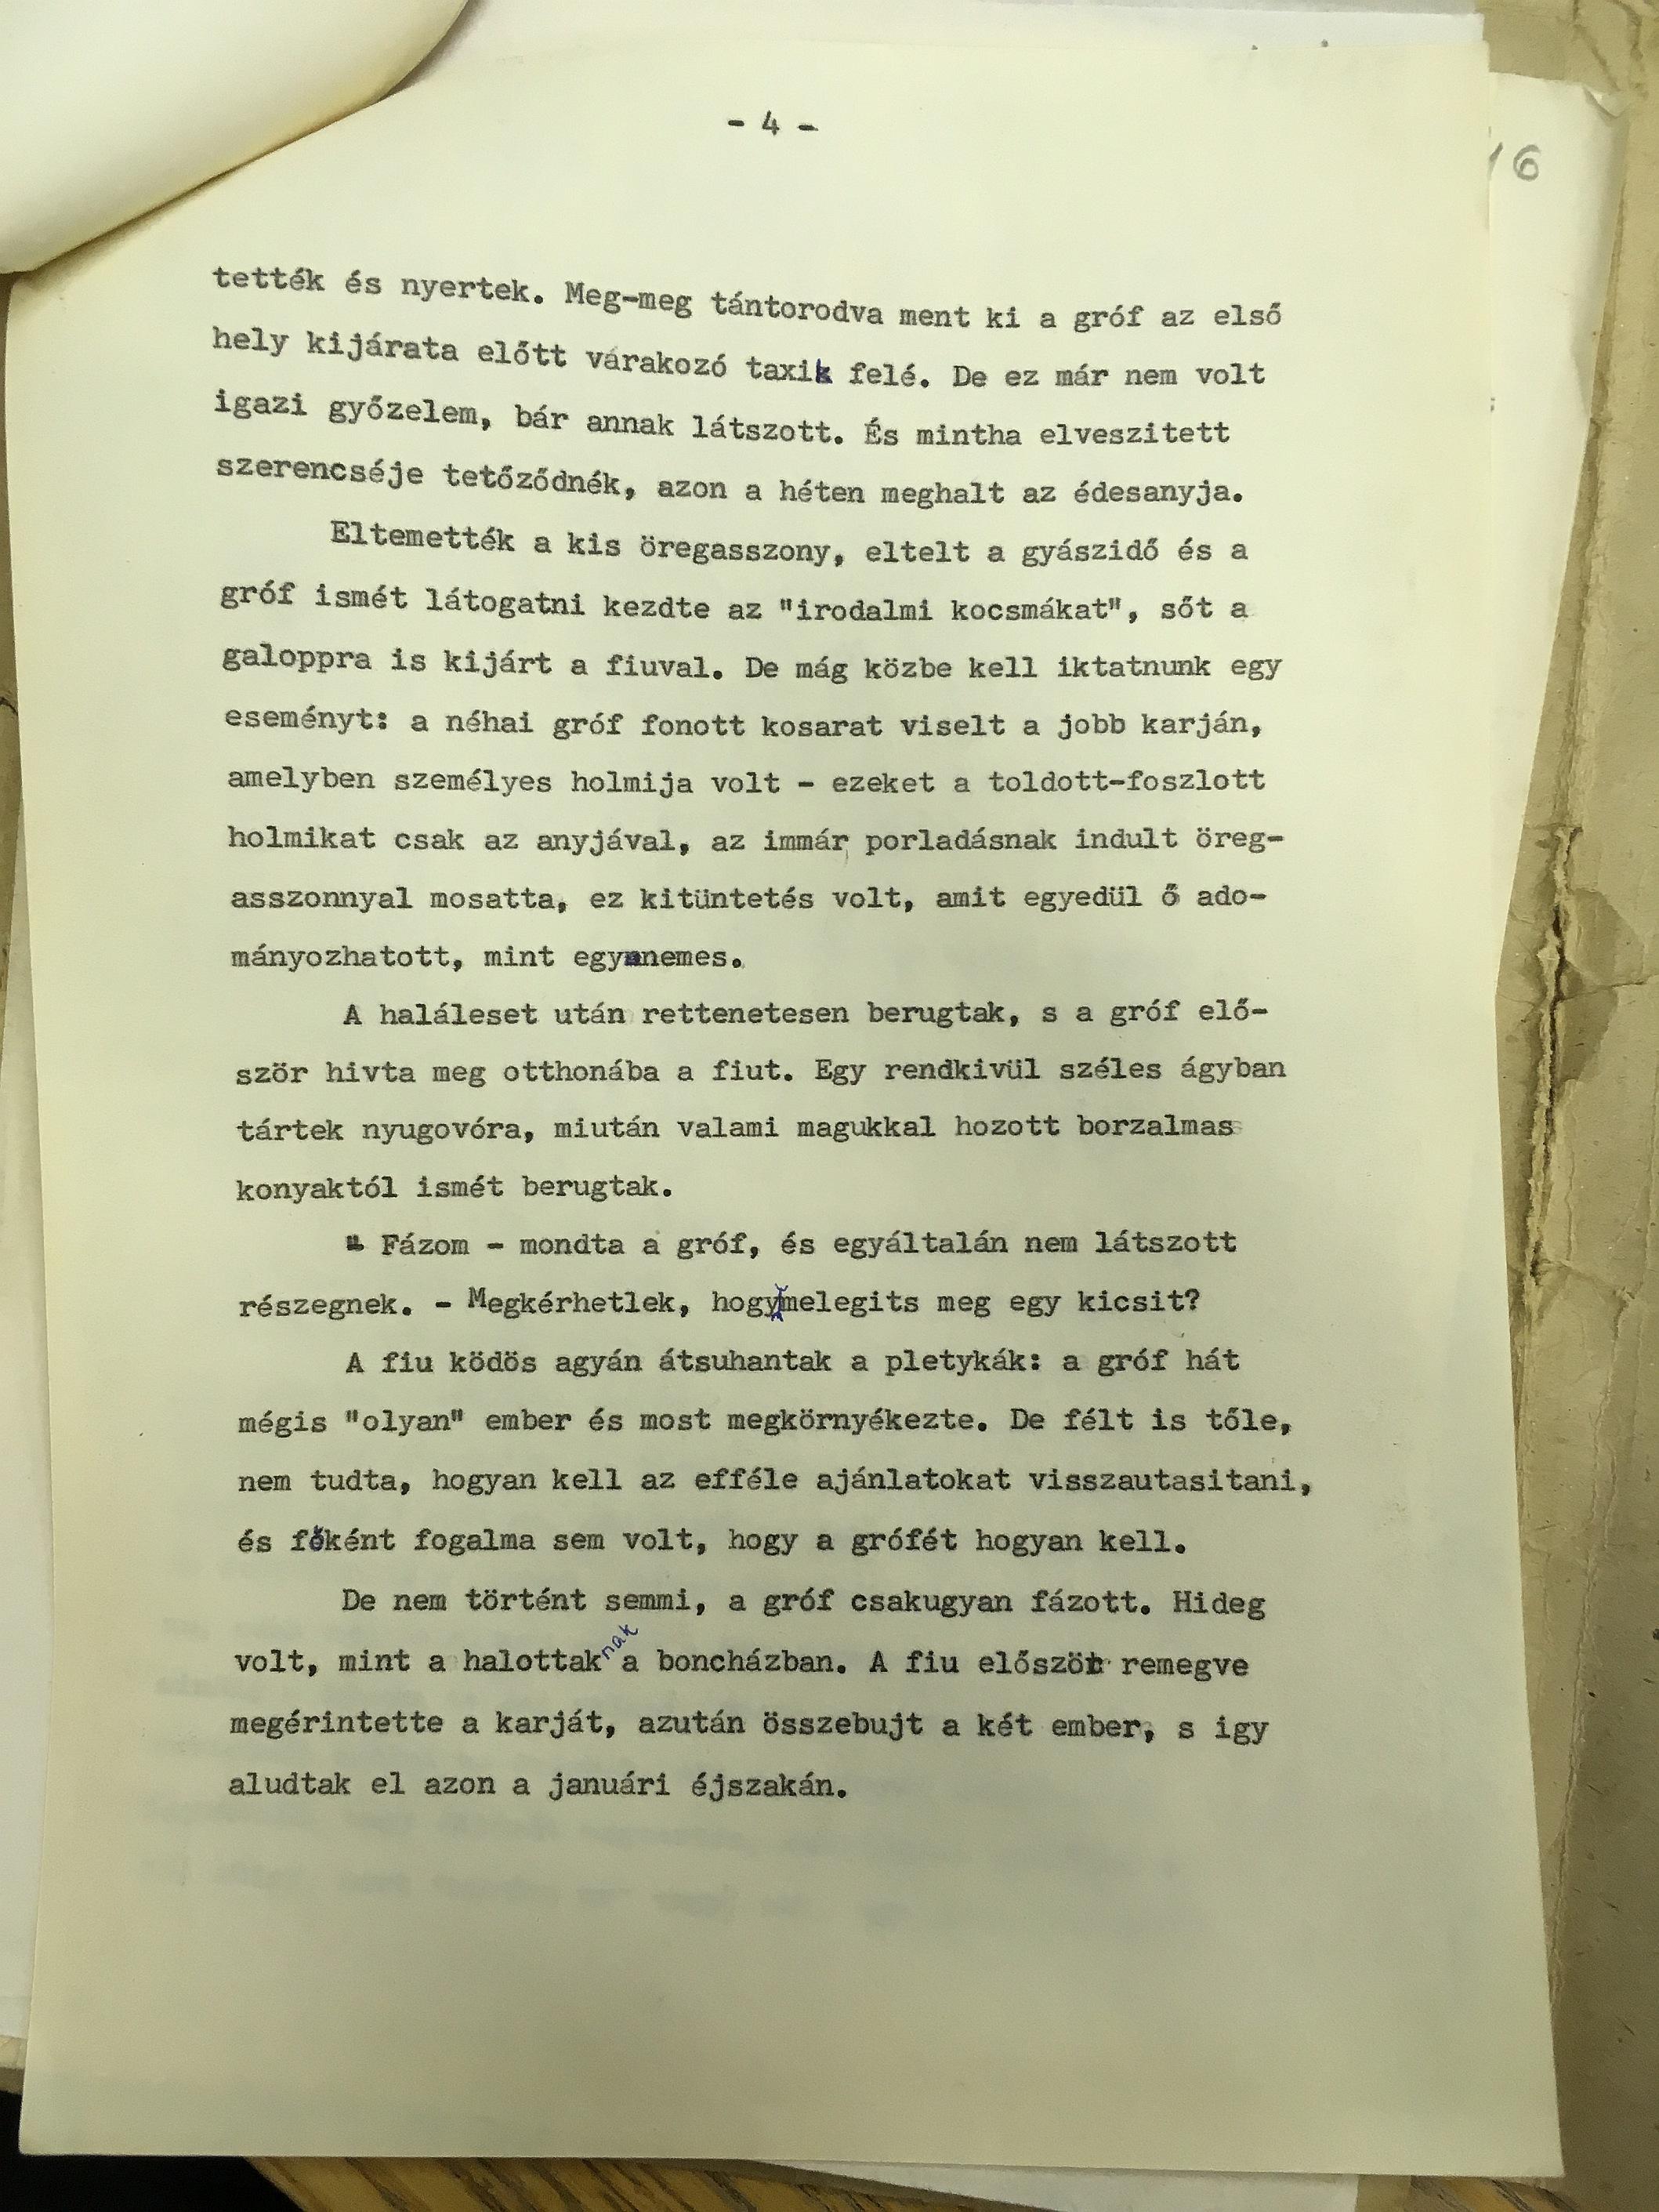 - 4 -
16
tették és nyertek. Meg-meg tántorodva ment ki a gróf az első
hely kijárata előtt várakozó taxik felé. De ez már nem volt
igazi győzelem, bár annak látszott. És mintha elveszitett
szerencséje tetőződnék, azon a héten meghalt az édesanyja.
Eltemették a kis öregasszony, eltelt a gyászidő és a
gróf ismét látogatni kezdte az "irodalmi kocsmákat", sőt a
galoppra is kijárt a fiuval. De mág közbe kell iktatnunk egy
eseményt: a néhai gróf fonott kosarat viselt a jobb karján,
amelyben személyes holmija volt - ezeket a toldott-foszlott
holmikat csak az anyjával, az immár porladásnak indult öreg-
asszonnyal mosatta, ez kitüntetés volt, amit egyedül ő ado-
mányozhatott, mint egy nemes.
A haláleset után rettenetesen berugtak, s a gróf elő-
ször hivta meg otthonába a fiut. Egy rendkivül széles ágyban
tártek nyugovóra, miután valami magukkal hozott borzalmas
konyaktól ismét berugtak.
- Fázom - mondta a gróf, és egyáltalán nem látszott
részegnek. - Megkérhetlek, hogy melegits meg egy kicsit?
A fiu ködös agyán átsuhantak a pletykák: a gróf hát
mégis "olyan" ember és most megkörnyékezte. De félt is tőle,
nem tudta, hogyan kell az efféle ajánlatokat visszautasitani,
és főként fogalma sem volt, hogy a grófét hogyan kell.
De nem történt semmi, a gróf csakugyan fázott. Hideg
volt, mint a halottaknak a boncházban. A fiu először remegve
megérintette a karját, azután összebujt a két ember, s igy
aludtak el azon a januári éjszakán.